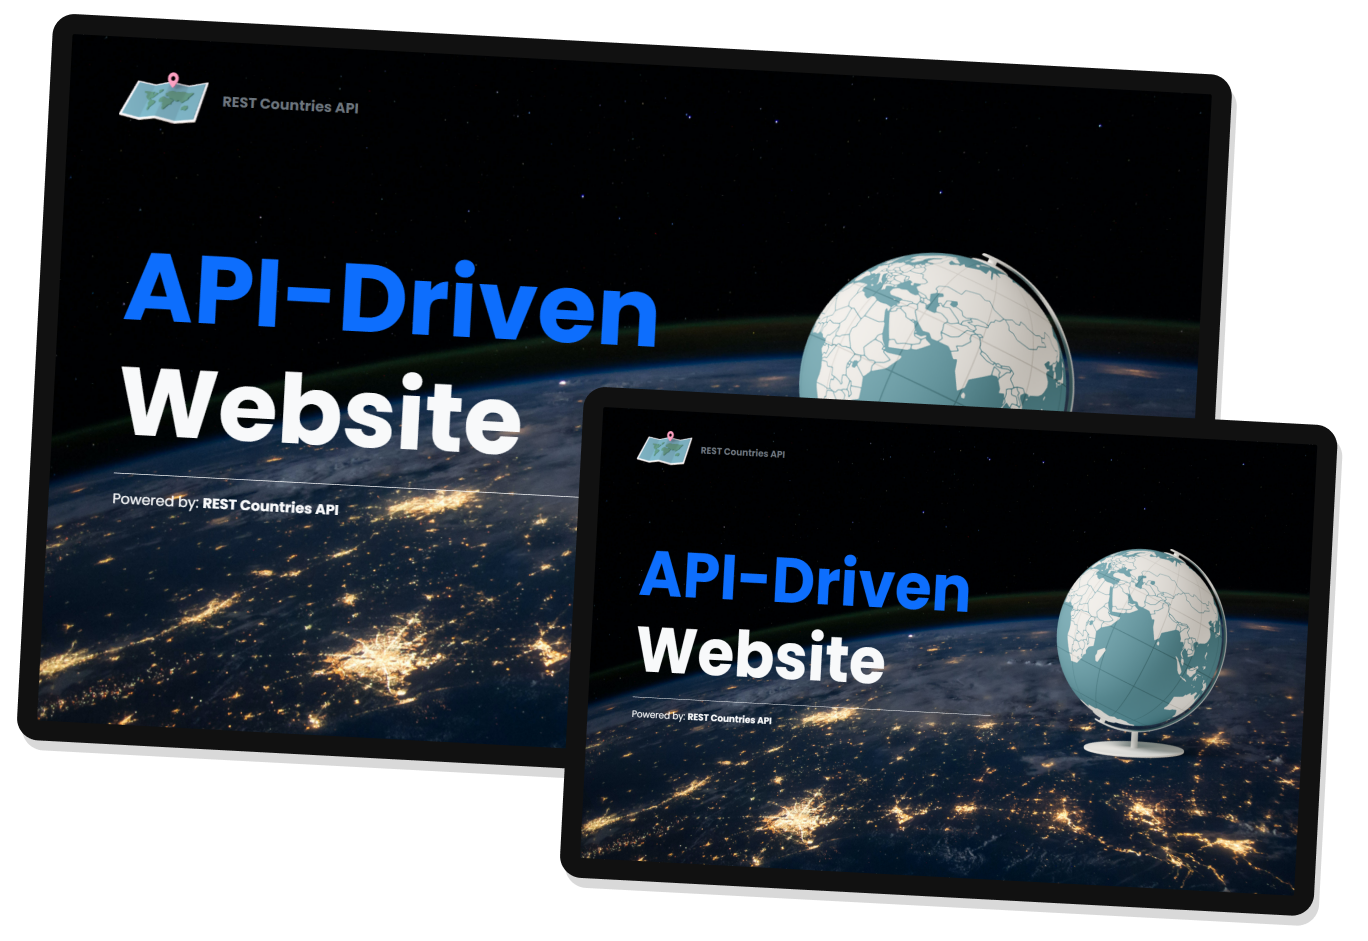 REST Countries API
API-Driven
Website
Powered by: REST Countries API
REST Countries API
API-Driven
Website
Powered by: REST Countries API